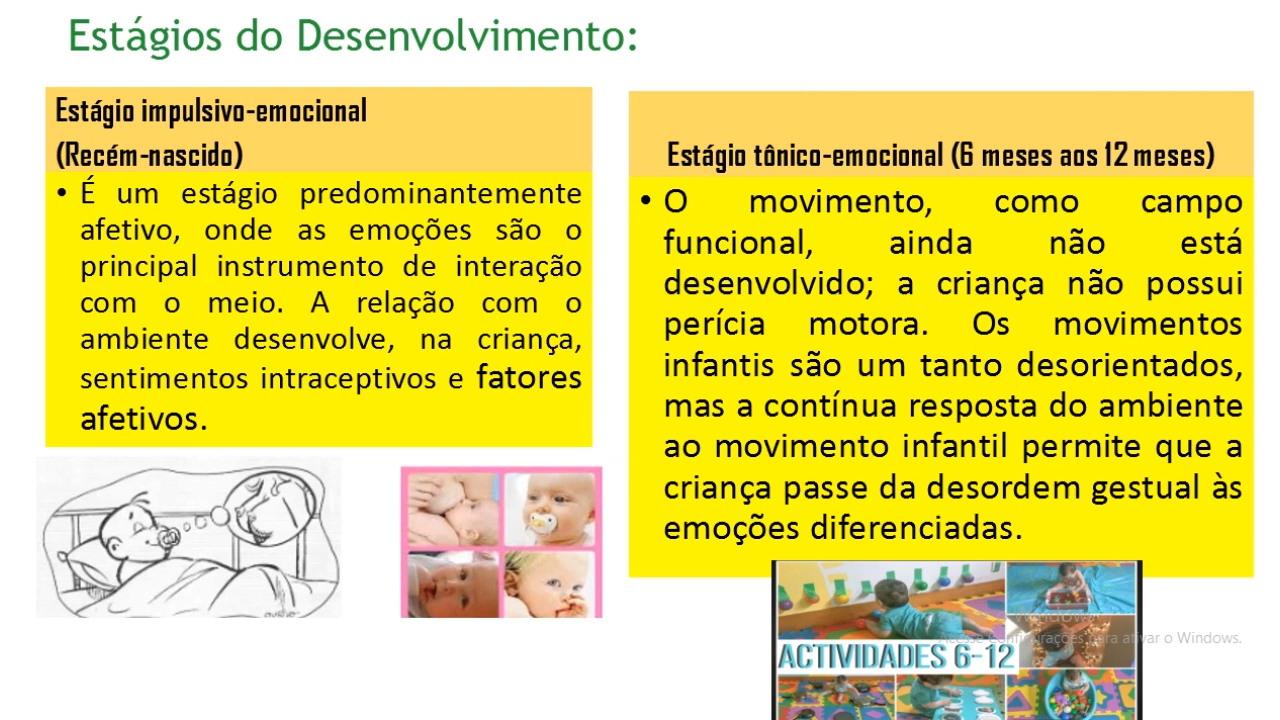 Estágios do Desenvolvimento:
Estágio impulsivo-emocional
(Recém-nascido)
• É um estágio predominantemente
afetivo, onde as emoções são o
principal instrumento de interação
com o meio. A relação com o
ambiente desenvolve, na criança,
sentimentos intraceptivos e fatores
afetivos.
Estágio tônico-emocional (6 meses aos 12 meses)
• O movimento, como campo
funcional, ainda não está
desenvolvido; a criança não possui
perícia motora. Os movimentos
infantis são um tanto desorientados,
mas a contínua resposta do ambiente
ao movimento infantil permite que a
criança passe da desordem gestual às
emoções diferenciadas.
ACTIVIDADES 6-12
Windows
Acesse Configurações para ativar o Windows.